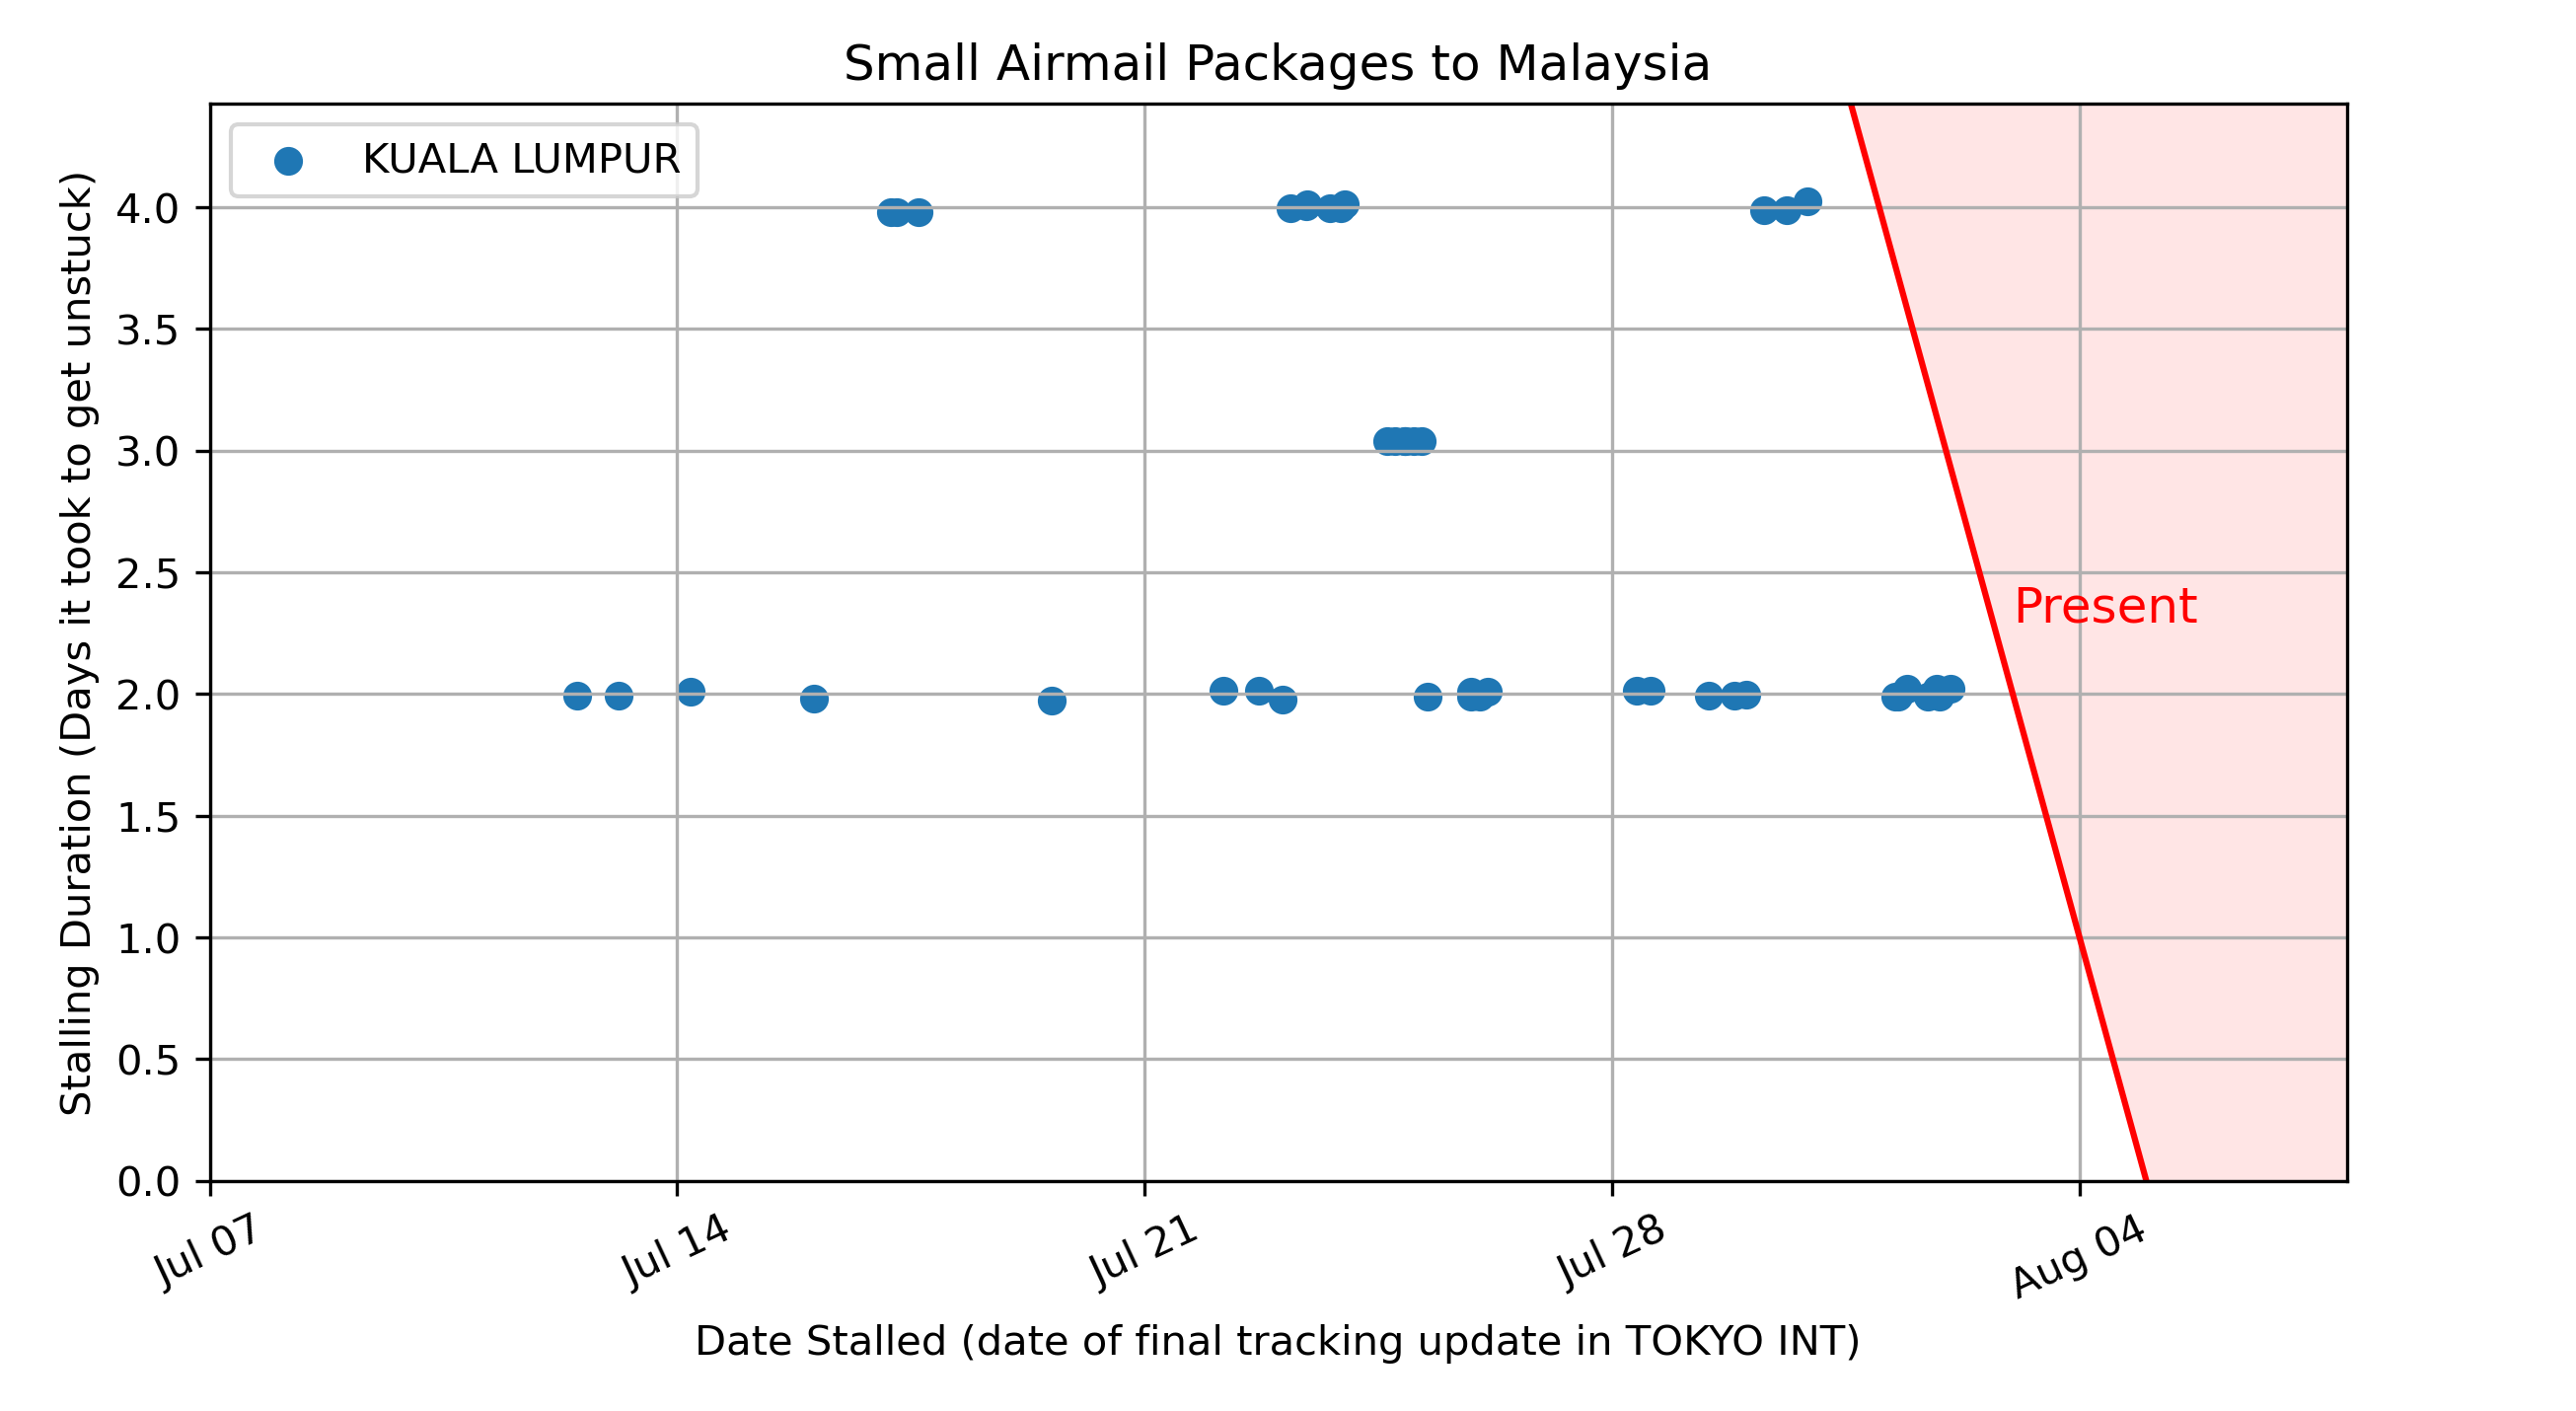 Small Airmail Packages to Malaysia
KUALA LUMPUR
Stalling Duration (Days it took to get unstuck)
4.0
3.5
3.0
2.5
2.0
1.5
1.0
0.5
0.0
Present
Jul 07
Jul 14
Jul 21
Jul 28
Aug 04
Date Stalled (date of final tracking update in TOKYO INT)